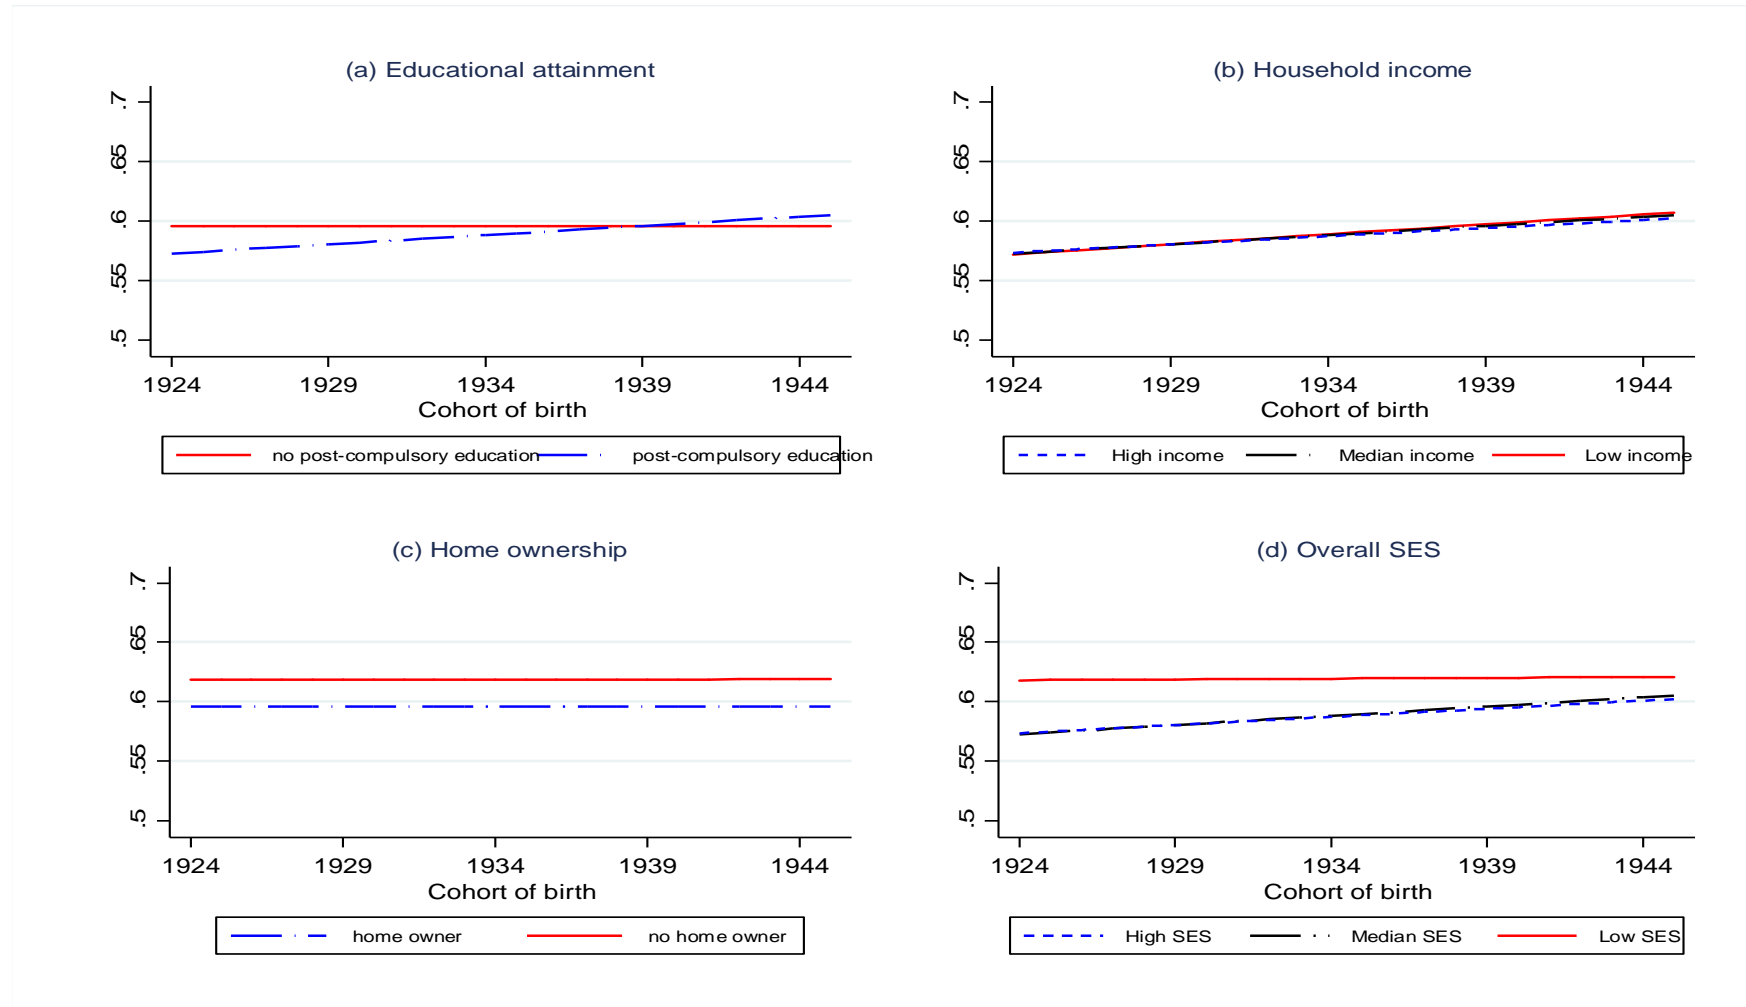 (a) Educational attainment
.7
.65
.6
.55
.5
1924 1929 1934 1939 1944
Cohort of birth
no post-compulsory education post-compulsory education
(b) Household income
.7
.65
.6
.55
.5
1924 1929 1934 1939 1944
Cohort of birth
High income Median income Low income
(c) Home ownership
.7
.65
.6
.55
.5
1924 1929 1934 1939 1944
Cohort of birth
home owner no home owner
(d) Overall SES
.7
.65
.6
.55
.5
1924 1929 1934 1939 1944
Cohort of birth
High SES Median SES Low SES